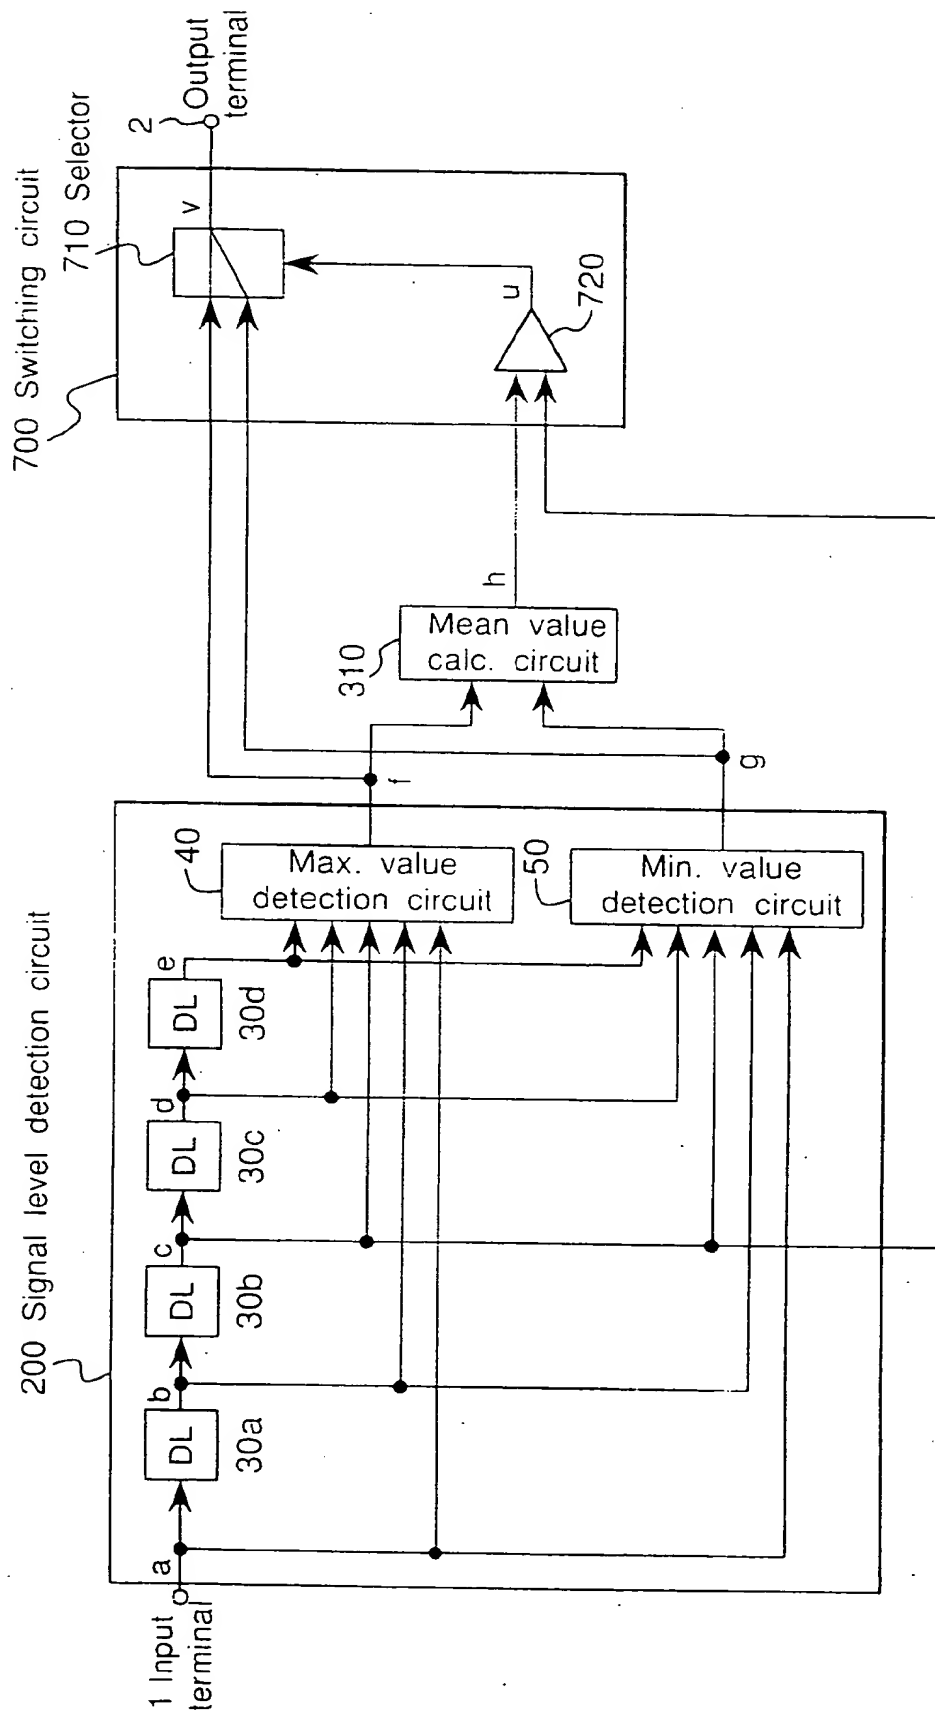 200 Signal level detection circuit
700 Switching circuit
710 Selector
2
Output
terminal
1 Input
terminal
a
DL
30a
b
DL
30b
c
DL
30c
d
DL
30d
e
40
Max. value
detection circuit
50
Min. value
detection circuit
f
g
310
Mean value
calc. circuit
h
u
720
v